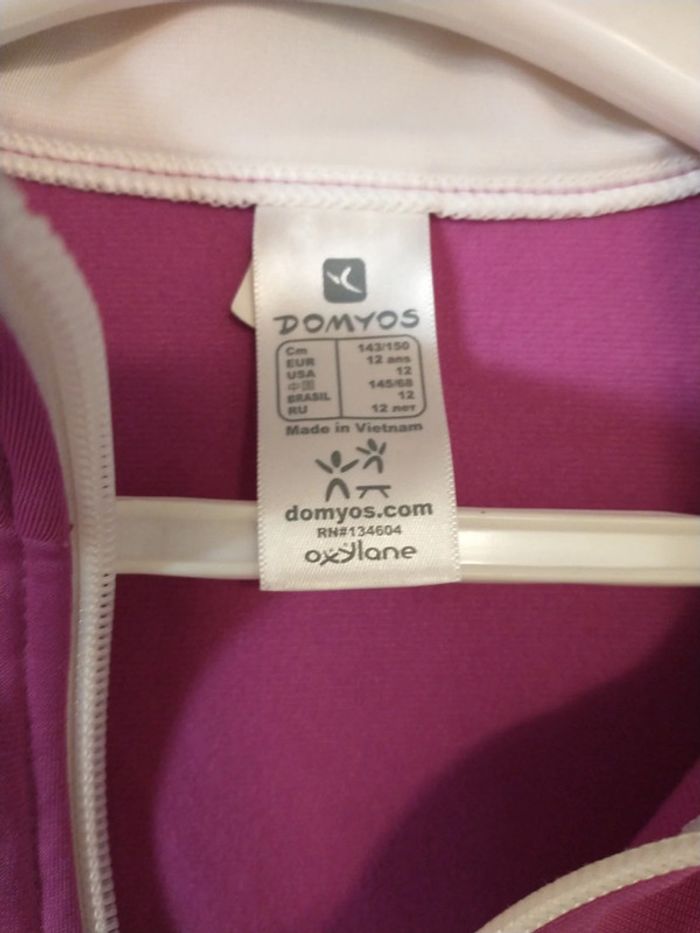 DOMYOS
Cm 143/150
EUR 12 ans
USA 12
中国 145/68
BRASIL 12
RU 12 лет
Made in Vietnam
domyos.com
RN#134604
oxylane